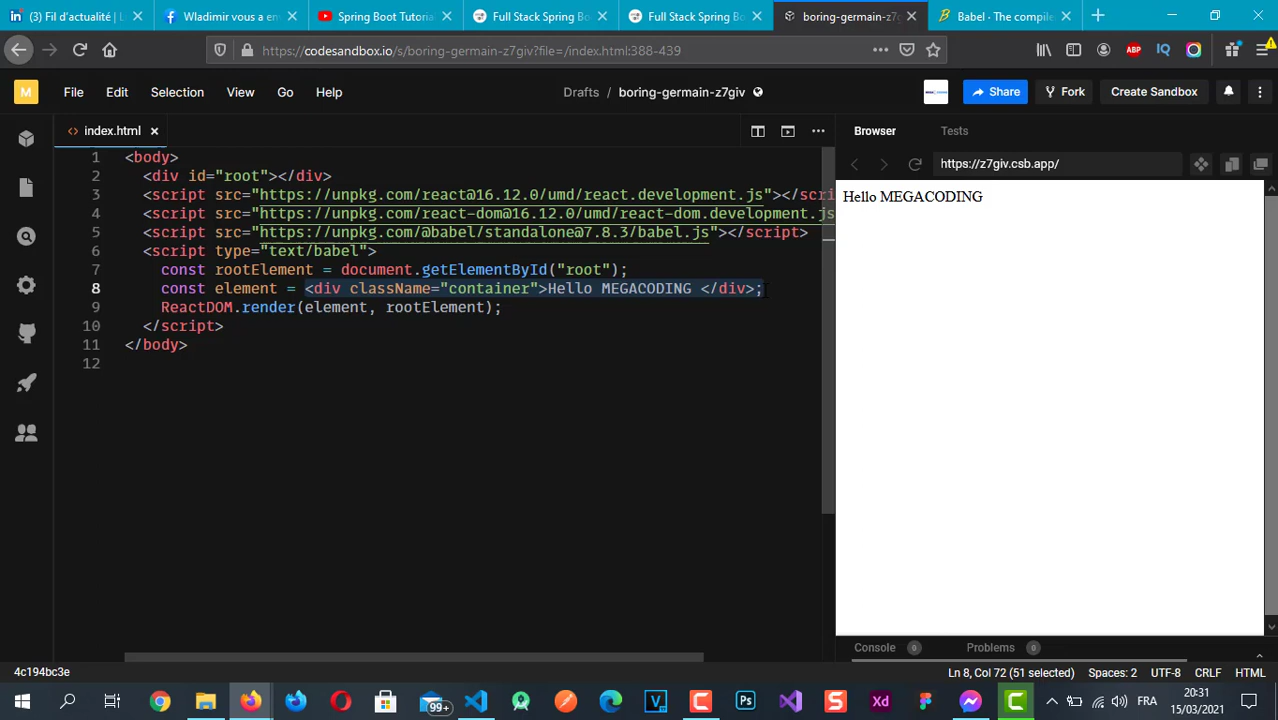 (3) Fil d'actualité | L
Wladimir vous a en
Spring Boot Tutoria
Full Stack Spring Bo
Full Stack Spring Bo
boring-germain-z7
Babel · The compile
https://codesandbox.io/s/boring-germain-z7giv?file=/index.html:388-439
ABP
IQ
M
File
Edit
Selection
View
Go
Help
Drafts / boring-germain-z7giv
Share
Fork
Create Sandbox
index.html
Browser
Tests
https://z7giv.csb.app/
Hello MEGACODING
1 <body>
2 <div id="root"></div>
3 <script src="https://unpkg.com/react@16.12.0/umd/react.development.js"></scri
4 <script src="https://unpkg.com/react-dom@16.12.0/umd/react-dom.development.js
5 <script src="https://unpkg.com/@babel/standalone@7.8.3/babel.js"></script>
6 <script type="text/babel">
7 const rootElement = document.getElementById("root");
8 const element = <div className="container">Hello MEGACODING </div>;
9 ReactDOM.render(element, rootElement);
10 </script>
11 </body>
12
Console 0
Problems 0
4c194bc3e
Ln 8, Col 72 (51 selected)
Spaces: 2
UTF-8
CRLF
HTML
99+
Ps
S
Xd
C
FRA
20:31
15/03/2021